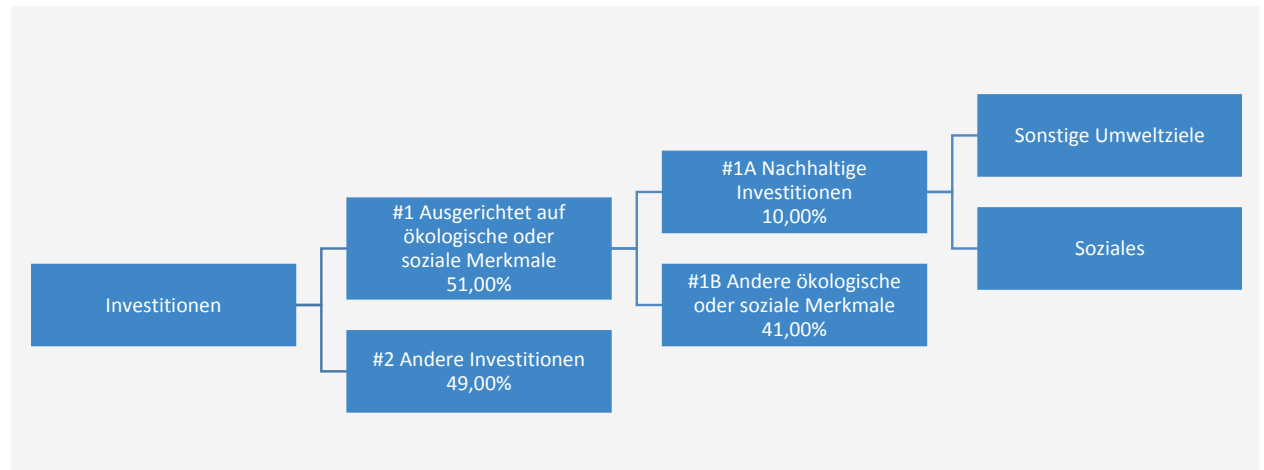 Investitionen
#1 Ausgerichtet auf
ökologische oder
soziale Merkmale
51,00%
#2 Andere Investitionen
49,00%
#1A Nachhaltige
Investitionen
10,00%
#1B Andere ökologische
oder soziale Merkmale
41,00%
Sonstige Umweltziele
Soziales